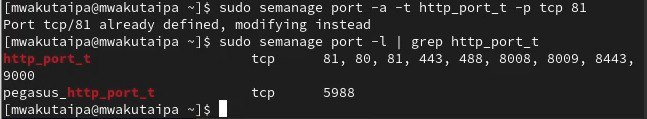 [mwakutaipa@mwakutaipa ~]$ sudo semanage port -a -t http_port_t -p tcp 81
Port tcp/81 already defined, modifying instead
[mwakutaipa@mwakutaipa ~]$ sudo semanage port -l | grep http_port_t
http_port_t                    tcp      81, 80, 81, 443, 488, 8008, 8009, 8443,
9000
pegasus_http_port_t            tcp      5988
[mwakutaipa@mwakutaipa ~]$